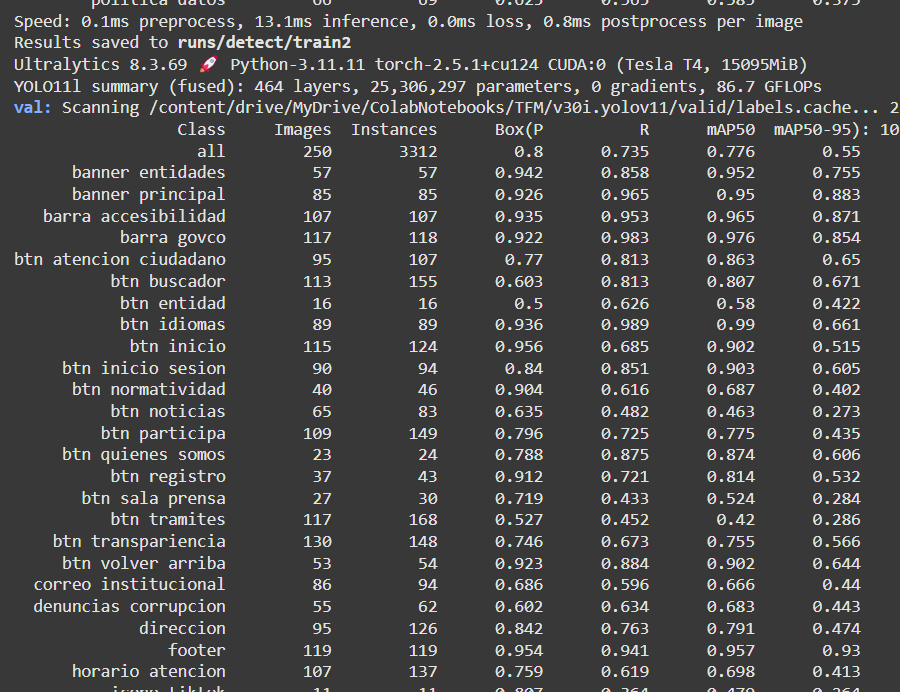 politica datos 66 69 0.625 0.565 0.585 0.375
Speed: 0.1ms preprocess, 13.1ms inference, 0.0ms loss, 0.8ms postprocess per image
Results saved to runs/detect/train2
Ultralytics 8.3.69 🚀 Python-3.11.11 torch-2.5.1+cu124 CUDA:0 (Tesla T4, 15095MiB)
YOLO11l summary (fused): 464 layers, 25,306,297 parameters, 0 gradients, 86.7 GFLOPs
val: Scanning /content/drive/MyDrive/ColabNotebooks/TFM/v30i.yolov11/valid/labels.cache... 2
Class Images Instances Box(P R mAP50 mAP50-95): 10
all 250 3312 0.8 0.735 0.776 0.55
banner entidades 57 57 0.942 0.858 0.952 0.755
banner principal 85 85 0.926 0.965 0.95 0.883
barra accesibilidad 107 107 0.935 0.953 0.965 0.871
barra govco 117 118 0.922 0.983 0.976 0.854
btn atencion ciudadano 95 107 0.77 0.813 0.863 0.65
btn buscador 113 155 0.603 0.813 0.807 0.671
btn entidad 16 16 0.5 0.626 0.58 0.422
btn idiomas 89 89 0.936 0.989 0.99 0.661
btn inicio 115 124 0.956 0.685 0.902 0.515
btn inicio sesion 90 94 0.84 0.851 0.903 0.605
btn normatividad 40 46 0.904 0.616 0.687 0.402
btn noticias 65 83 0.635 0.482 0.463 0.273
btn participa 109 149 0.796 0.725 0.775 0.435
btn quienes somos 23 24 0.788 0.875 0.874 0.606
btn registro 37 43 0.912 0.721 0.814 0.532
btn sala prensa 27 30 0.719 0.433 0.524 0.284
btn tramites 117 168 0.527 0.452 0.42 0.286
btn transpariencia 130 148 0.746 0.673 0.755 0.566
btn volver arriba 53 54 0.923 0.884 0.902 0.644
correo institucional 86 94 0.686 0.596 0.666 0.44
denuncias corrupcion 55 62 0.602 0.634 0.683 0.443
direccion 95 126 0.842 0.763 0.791 0.474
footer 119 119 0.954 0.941 0.957 0.93
horario atencion 107 137 0.759 0.619 0.698 0.413